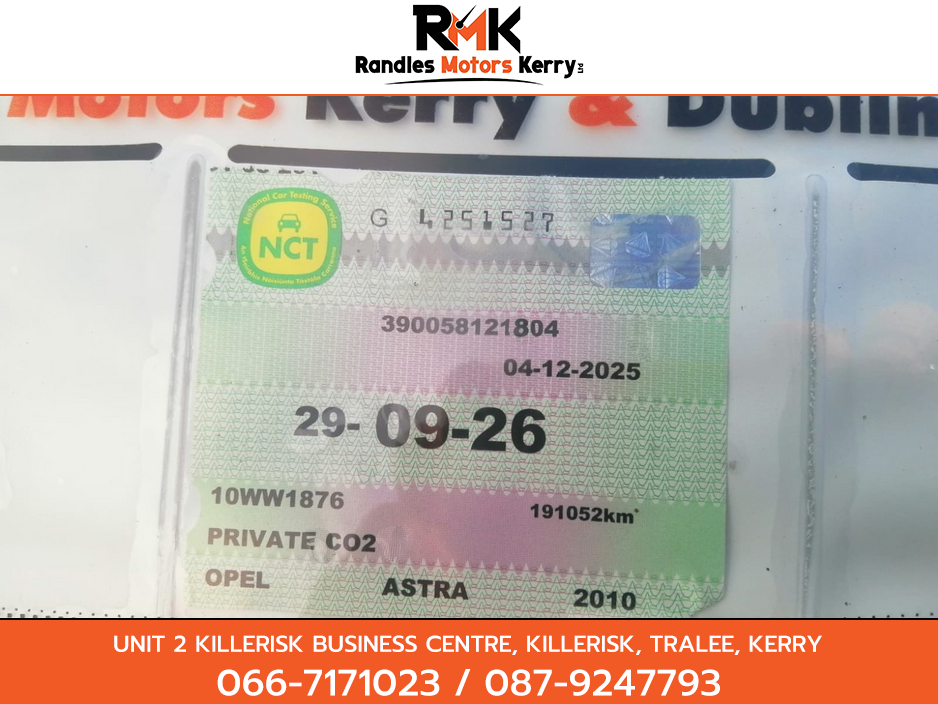 RMK
Randles Motors Kerry Ltd
Motors Kerry & Dublin
National Car Testing Service
NCT
G 4251527
390058121804
04-12-2025
29-09-26
10WW1876
191052km*
PRIVATE CO2
OPEL ASTRA 2010
UNIT 2 KILLERISK BUSINESS CENTRE, KILLERISK, TRALEE, KERRY
066-7171023 / 087-9247793